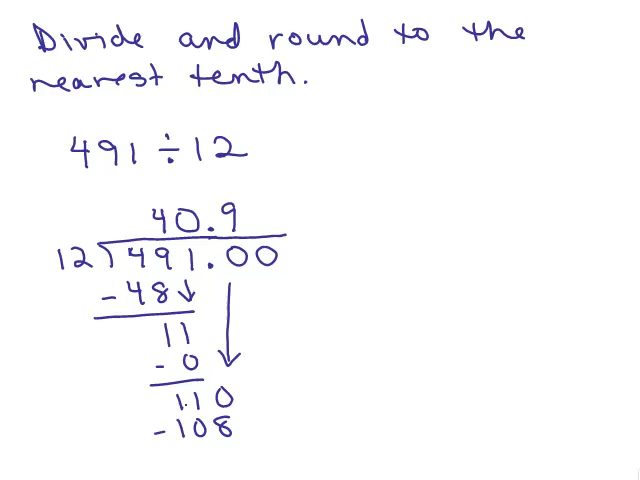 Divide and round to the
nearest tenth.
491 ÷ 12
40.9
12)491.00
-48
11
-0
110
-108